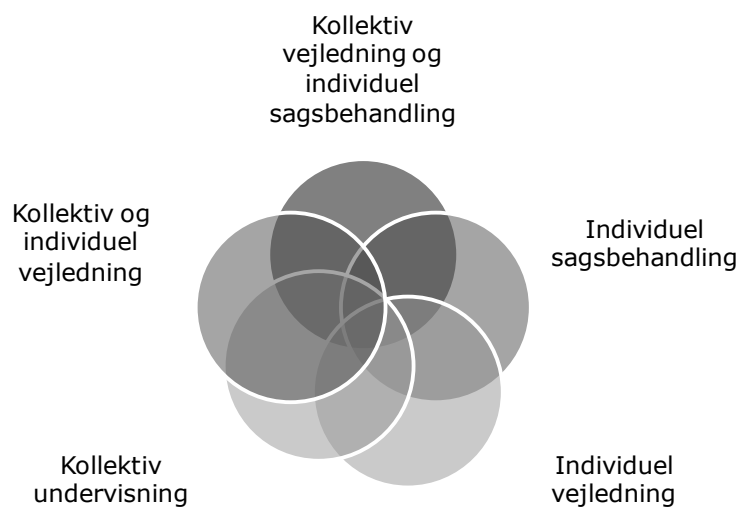 Kollektiv
vejledning og
individuel
sagsbehandling
Kollektiv og
individuel
vejledning
Individuel
sagsbehandling
Kollektiv
undervisning
Individuel
vejledning